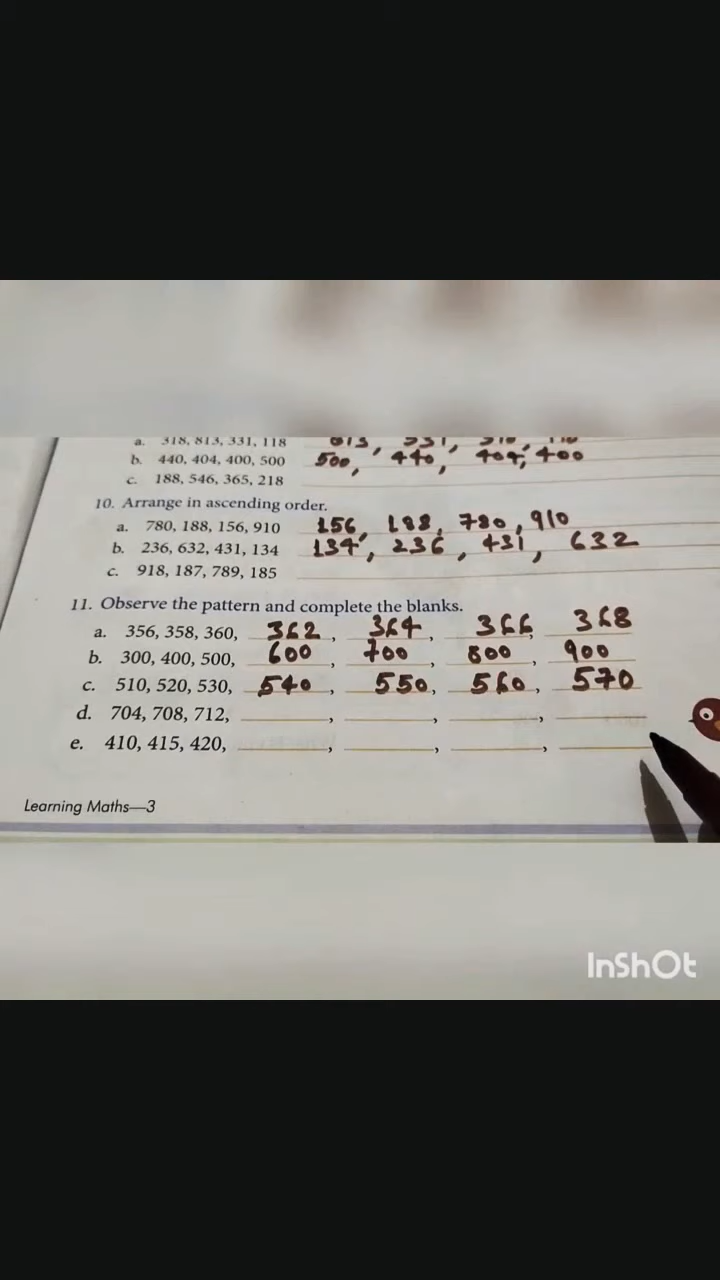 a. 318, 813, 331, 118 813, 331, 318, 118
b. 440, 404, 400, 500 500, 440, 404, 400
c. 188, 546, 365, 218
10. Arrange in ascending order.
a. 780, 188, 156, 910 156, 188, 780, 910
b. 236, 632, 431, 134 134, 236, 431, 632
c. 918, 187, 789, 185
11. Observe the pattern and complete the blanks.
a. 356, 358, 360, 362, 364, 366, 368
b. 300, 400, 500, 600, 700, 800, 900
c. 510, 520, 530, 540, 550, 560, 570
d. 704, 708, 712, , , ,
e. 410, 415, 420, , , ,
Learning Maths—3
InShOt